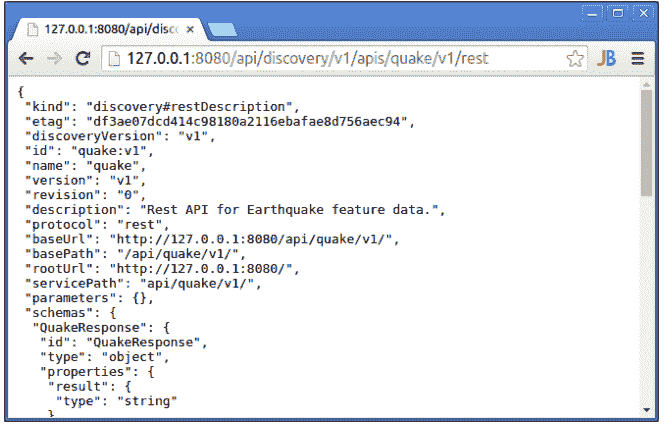 127.0.0.1:8080/api/disc
127.0.0.1:8080/api/discovery/v1/apis/quake/v1/rest
JB
{
"kind": "discovery#restDescription",
"etag": "df3ae07dcd414c98180a2116ebafae8d756aec94",
"discoveryVersion": "v1",
"id": "quake:v1",
"name": "quake",
"version": "v1",
"revision": "0",
"description": "Rest API for Earthquake feature data.",
"protocol": "rest",
"baseUrl": "http://127.0.0.1:8080/api/quake/v1/",
"basePath": "/api/quake/v1/",
"rootUrl": "http://127.0.0.1:8080/",
"servicePath": "api/quake/v1/",
"parameters": {},
"schemas": {
"QuakeResponse": {
"id": "QuakeResponse",
"type": "object",
"properties": {
"result": {
"type": "string"
}